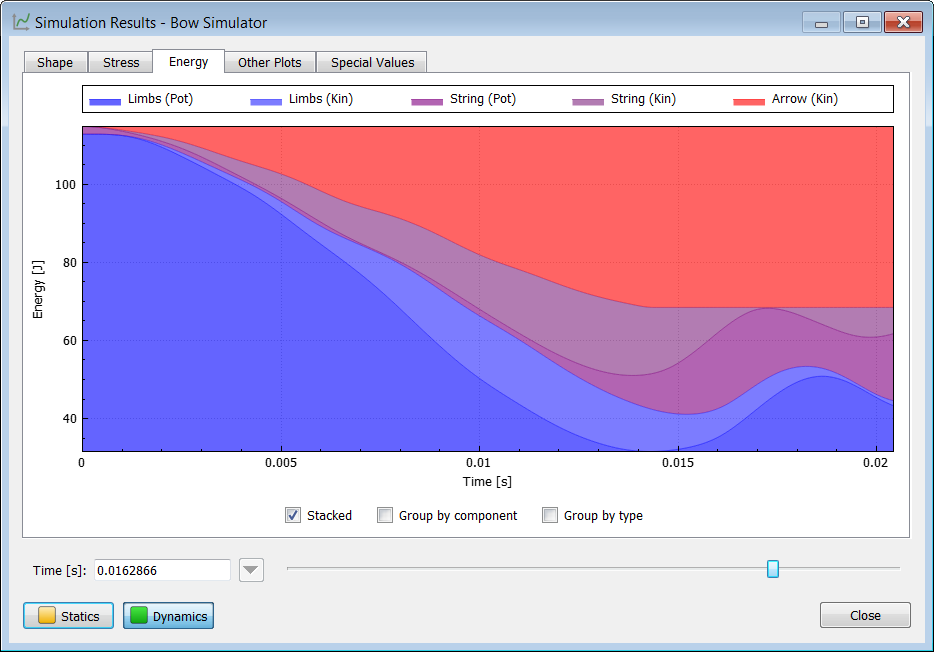 Simulation Results - Bow Simulator
Shape Stress Energy Other Plots Special Values
Limbs (Pot) Limbs (Kin) String (Pot) String (Kin) Arrow (Kin)
100
80
60
40
Energy [J]
0 0.005 0.01 0.015 0.02
Time [s]
Stacked Group by component Group by type
Time [s]: 0.0162866
Statics Dynamics Close